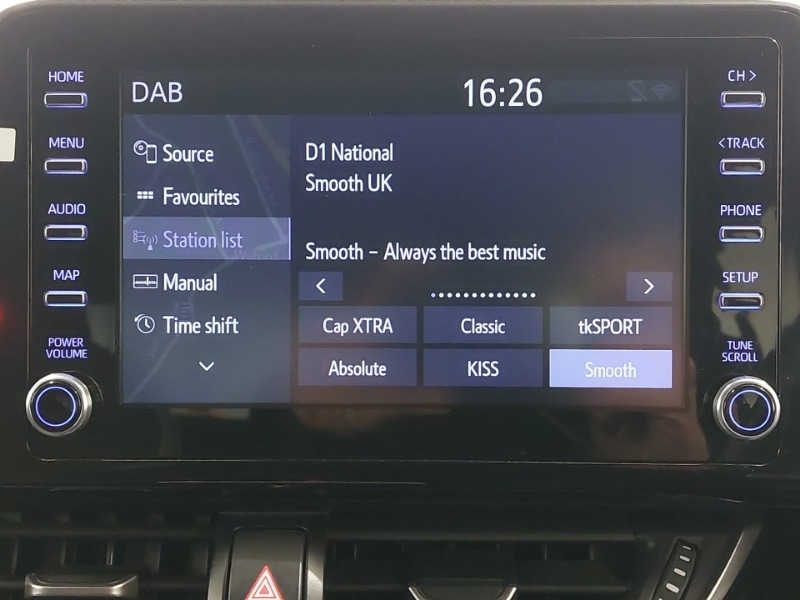 HOME
MENU
AUDIO
MAP
POWER
VOLUME
DAB
16:26
Source
Favourites
Station list
Manual
Time shift
D1 National
Smooth UK
Smooth – Always the best music
Cap XTRA
Classic
tkSPORT
Absolute
KISS
Smooth
CH >
< TRACK
PHONE
SETUP
TUNE
SCROLL